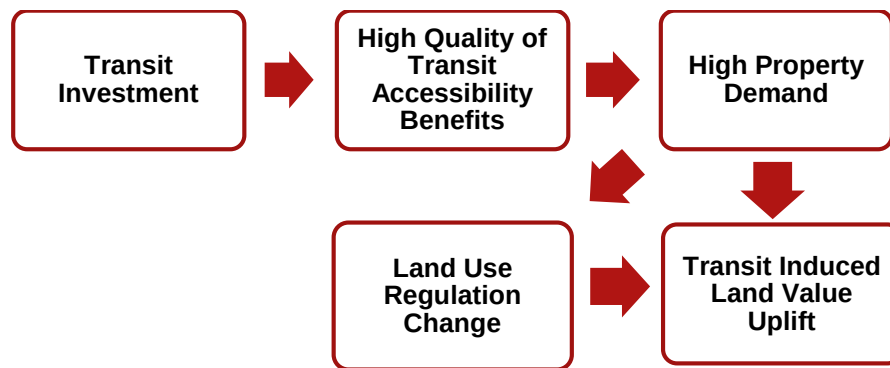 Transit
Investment
High Quality of
Transit
Accessibility
Benefits
High Property
Demand
Land Use
Regulation
Change
Transit Induced
Land Value
Uplift